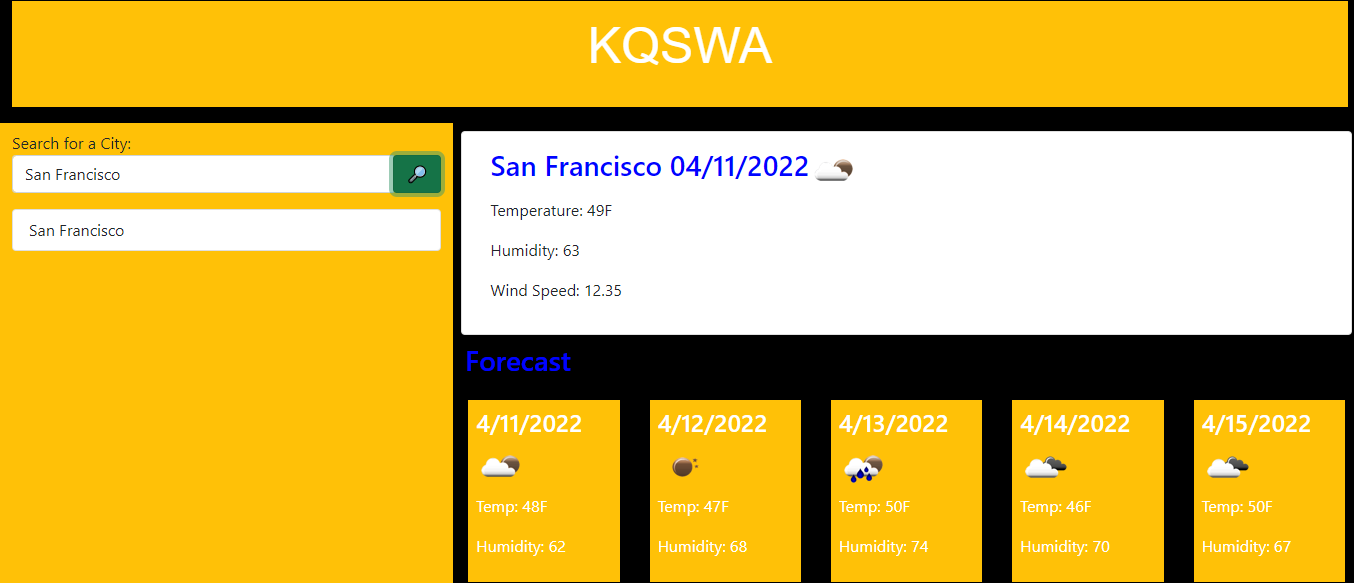 KQSWA
Search for a City:
San Francisco
San Francisco
San Francisco 04/11/2022
Temperature: 49F
Humidity: 63
Wind Speed: 12.35
Forecast
4/11/2022
Temp: 48F
Humidity: 62
4/12/2022
Temp: 47F
Humidity: 68
4/13/2022
Temp: 50F
Humidity: 74
4/14/2022
Temp: 46F
Humidity: 70
4/15/2022
Temp: 50F
Humidity: 67